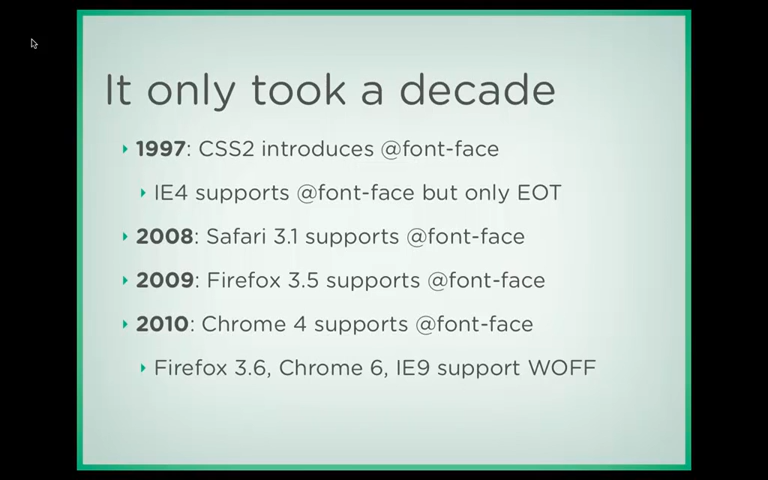 It only took a decade
1997: CSS2 introduces @font-face
IE4 supports @font-face but only EOT
2008: Safari 3.1 supports @font-face
2009: Firefox 3.5 supports @font-face
2010: Chrome 4 supports @font-face
Firefox 3.6, Chrome 6, IE9 support WOFF